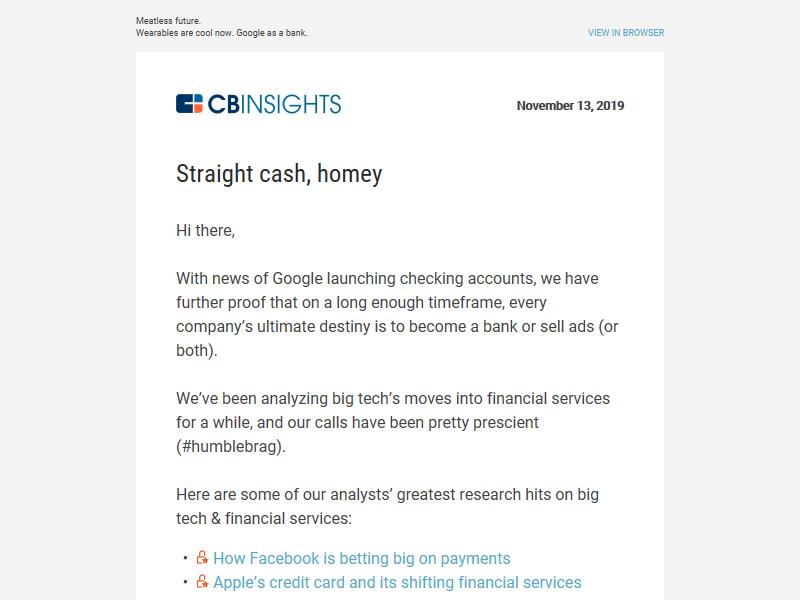 Meatless future.
Wearables are cool now. Google as a bank.
VIEW IN BROWSER
CBINSIGHTS
November 13, 2019
Straight cash, homey
Hi there,
With news of Google launching checking accounts, we have
further proof that on a long enough timeframe, every
company’s ultimate destiny is to become a bank or sell ads (or
both).
We’ve been analyzing big tech’s moves into financial services
for a while, and our calls have been pretty prescient
(#humblebrag).
Here are some of our analysts’ greatest research hits on big
tech & financial services:
• How Facebook is betting big on payments
• Apple’s credit card and its shifting financial services